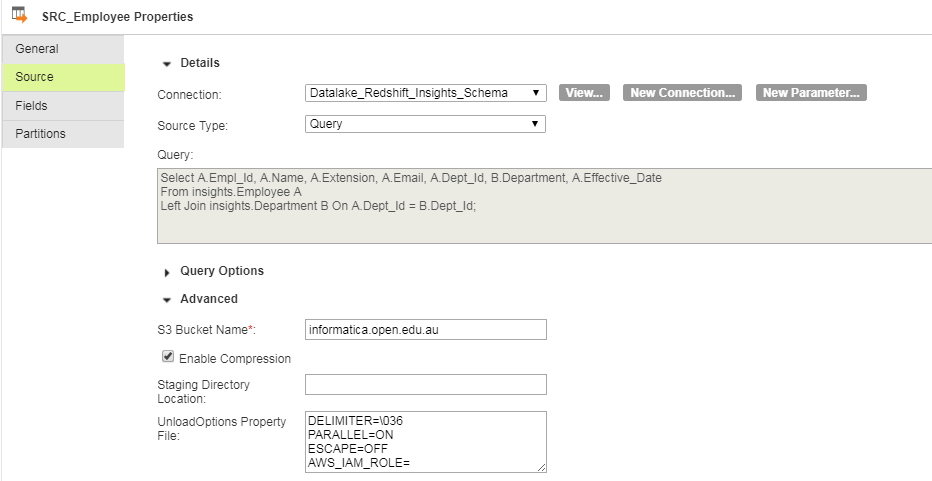 SRC_Employee Properties
General
Source
Fields
Partitions
Details
Connection: Datalake_Redshift_Insights_Schema View... New Connection... New Parameter...
Source Type: Query
Query:
Select A.Empl_Id, A.Name, A.Extension, A.Email, A.Dept_Id, B.Department, A.Effective_Date
From insights.Employee A
Left Join insights.Department B On A.Dept_Id = B.Dept_Id;
Query Options
Advanced
S3 Bucket Name*: informatica.open.edu.au
Enable Compression
Staging Directory
Location:
UnloadOptions Property
File:
DELIMITER=\036
PARALLEL=ON
ESCAPE=OFF
AWS_IAM_ROLE=